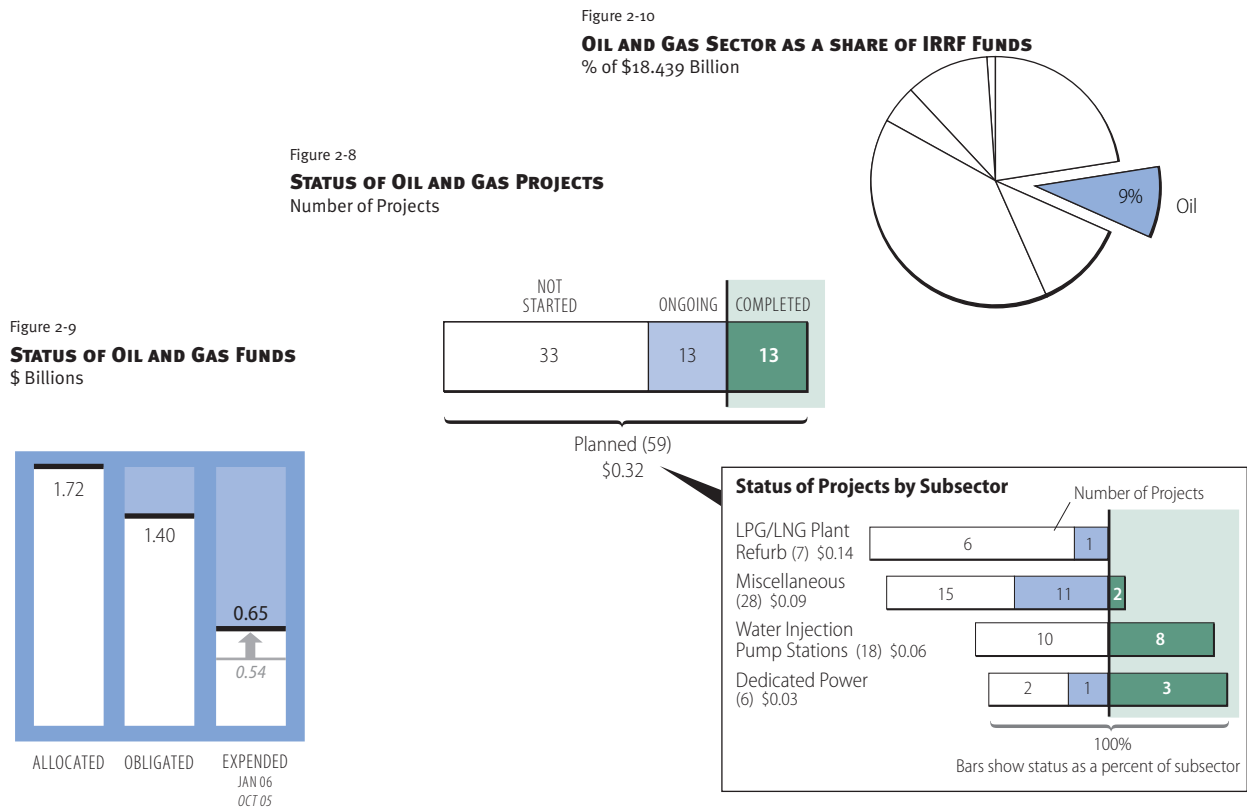 Figure 2-10
Oil and Gas Sector as a share of IRRF Funds
% of $18.439 Billion
9%
Oil
Figure 2-8
Status of Oil and Gas Projects
Number of Projects
NOT
STARTED
ONGOING
COMPLETED
33
13
13
Planned (59)
$0.32
Figure 2-9
Status of Oil and Gas Funds
$ Billions
1.72
1.40
0.65
0.54
ALLOCATED
OBLIGATED
EXPENDED
JAN 06
OCT 05
Status of Projects by Subsector
Number of Projects
LPG/LNG Plant
Refurb (7) $0.14
6
1
Miscellaneous
(28) $0.09
15
11
2
Water Injection
Pump Stations (18) $0.06
10
8
Dedicated Power
(6) $0.03
2
1
3
100%
Bars show status as a percent of subsector